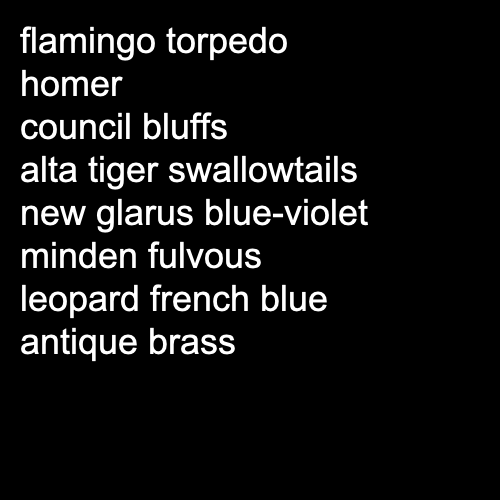 flamingo torpedo
homer
council bluffs
alta tiger swallowtails
new glarus blue-violet
minden fulvous
leopard french blue
antique brass